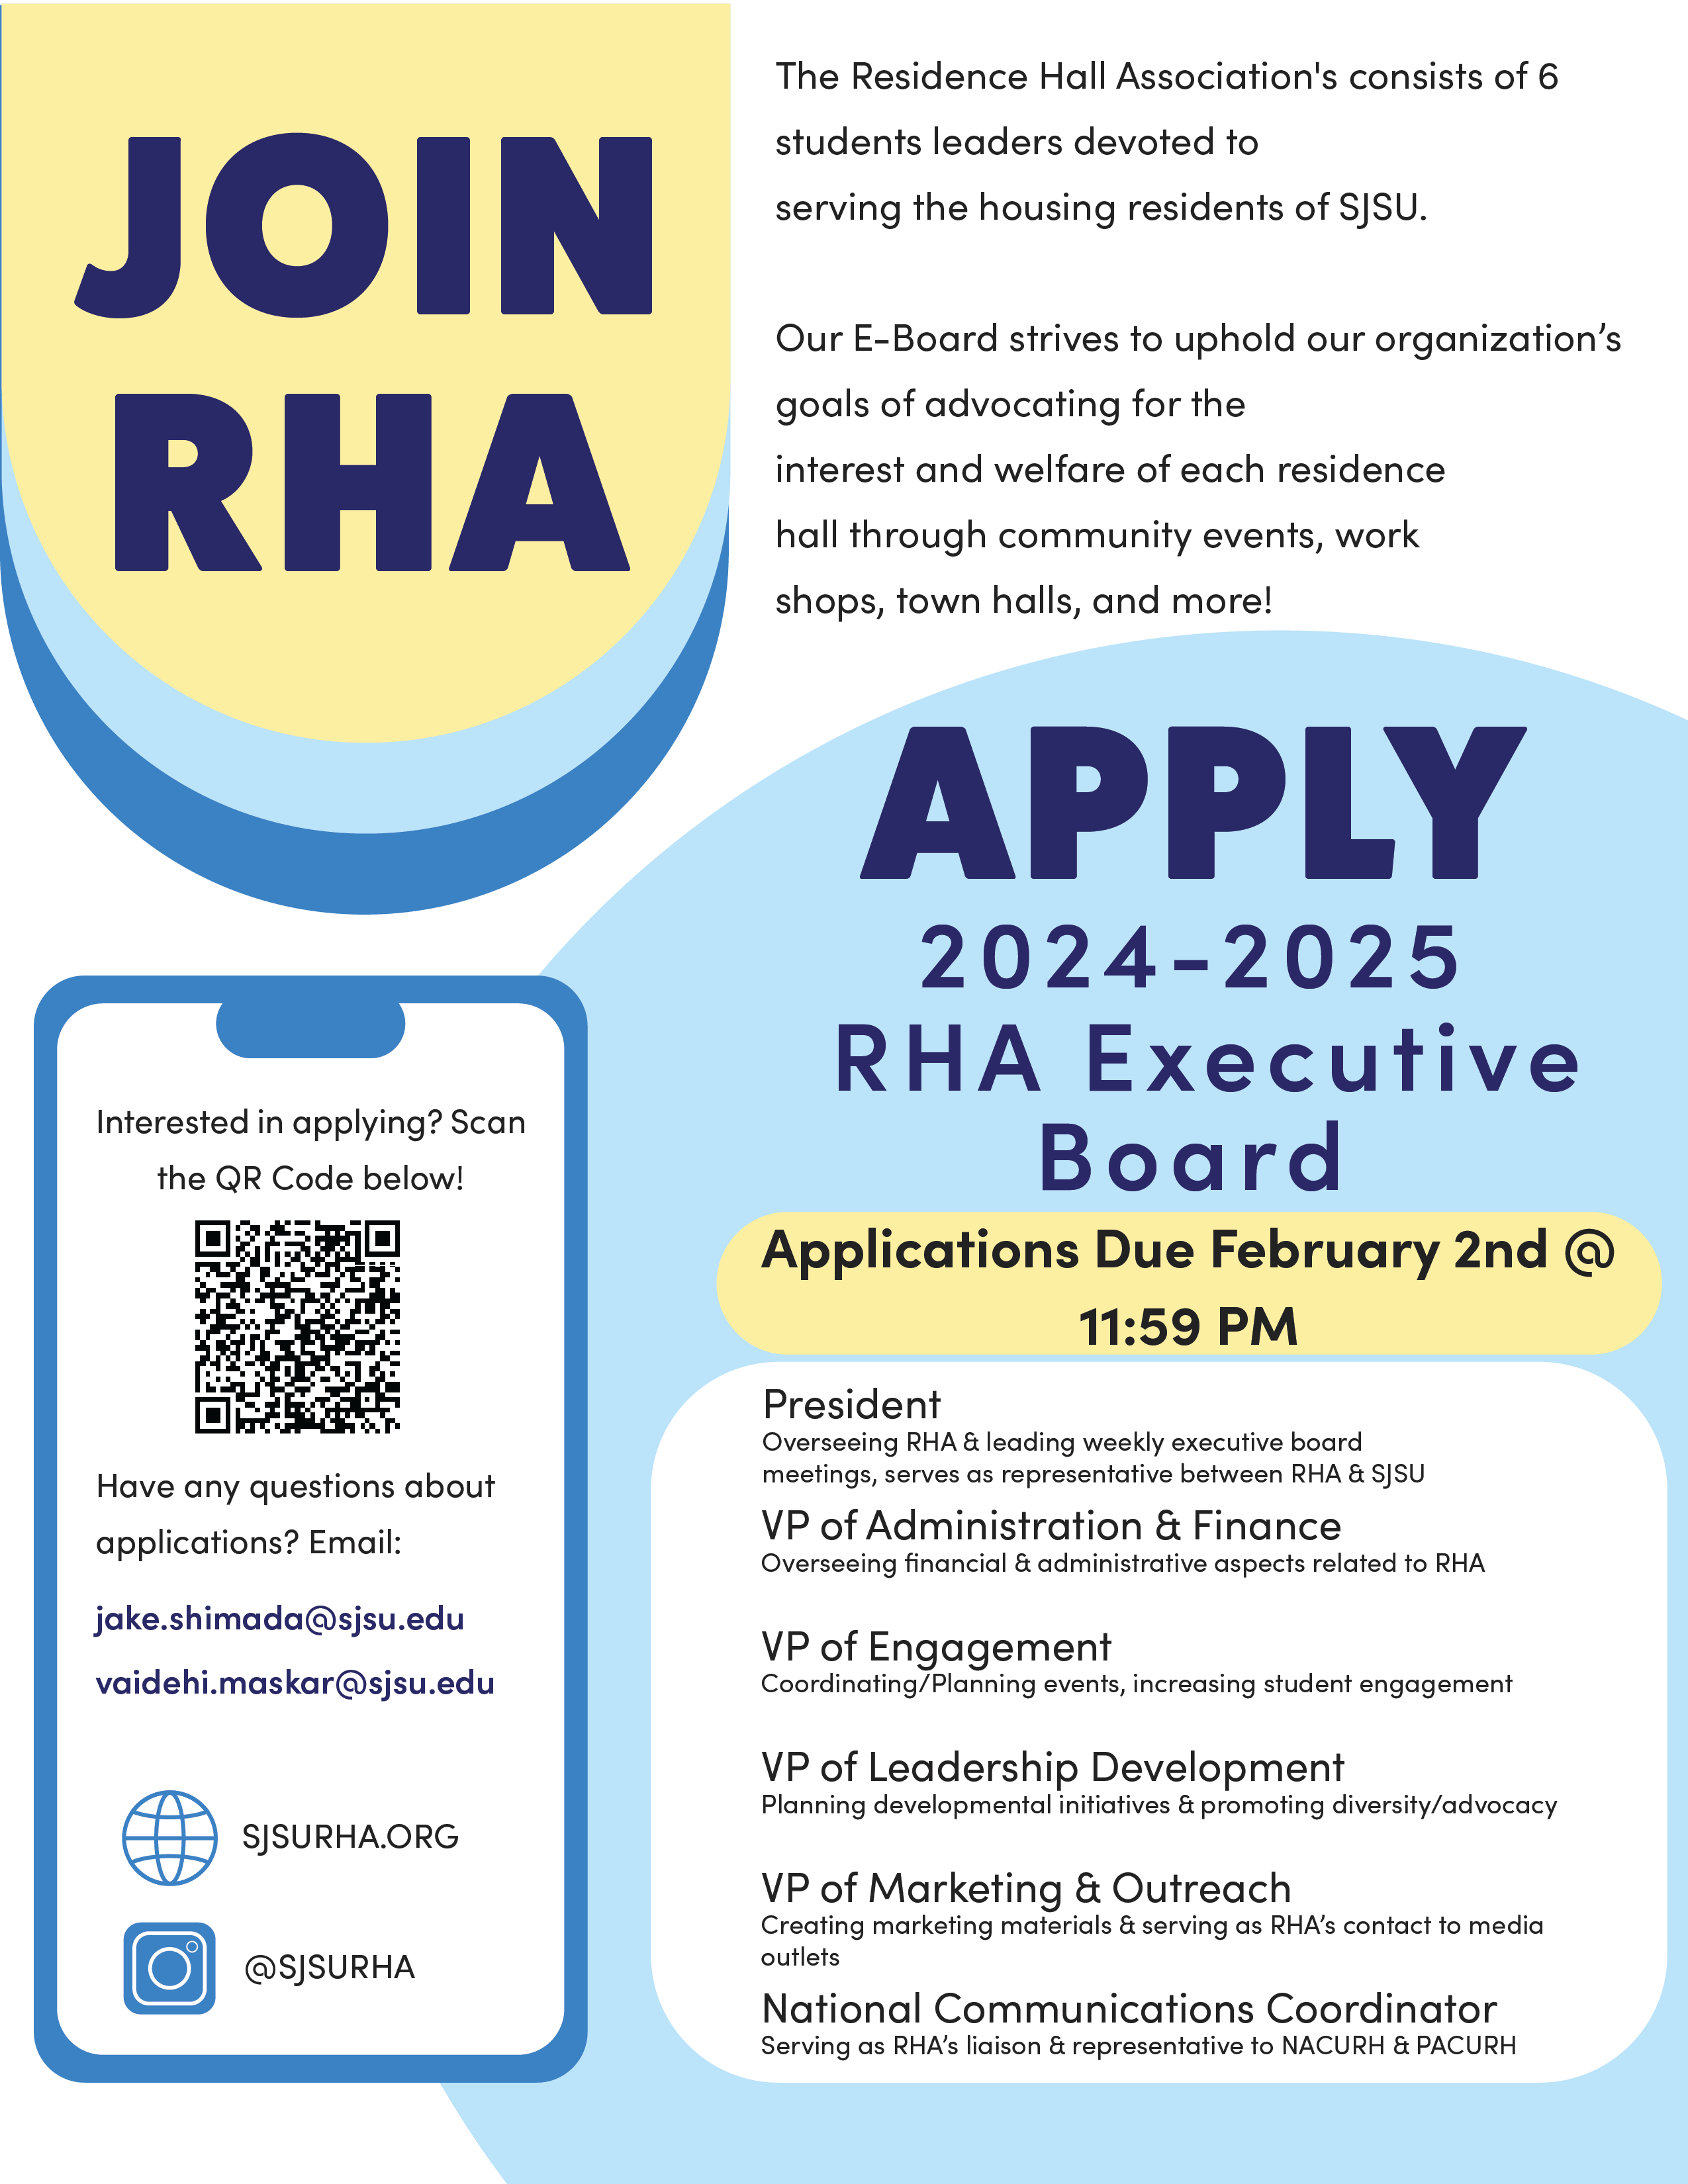 JOIN
RHA
The Residence Hall Association's consists of 6
students leaders devoted to
serving the housing residents of SJSU.
Our E-Board strives to uphold our organization’s
goals of advocating for the
interest and welfare of each residence
hall through community events, work
shops, town halls, and more!
APPLY
2024-2025
RHA Executive
Board
Applications Due February 2nd @
11:59 PM
President
Overseeing RHA & leading weekly executive board
meetings, serves as representative between RHA & SJSU
VP of Administration & Finance
Overseeing financial & administrative aspects related to RHA
VP of Engagement
Coordinating/Planning events, increasing student engagement
VP of Leadership Development
Planning developmental initiatives & promoting diversity/advocacy
VP of Marketing & Outreach
Creating marketing materials & serving as RHA’s contact to media
outlets
National Communications Coordinator
Serving as RHA’s liaison & representative to NACURH & PACURH
Interested in applying? Scan
the QR Code below!
Have any questions about
applications? Email:
jake.shimada@sjsu.edu
vaidehi.maskar@sjsu.edu
SJSURHA.ORG
@SJSURHA